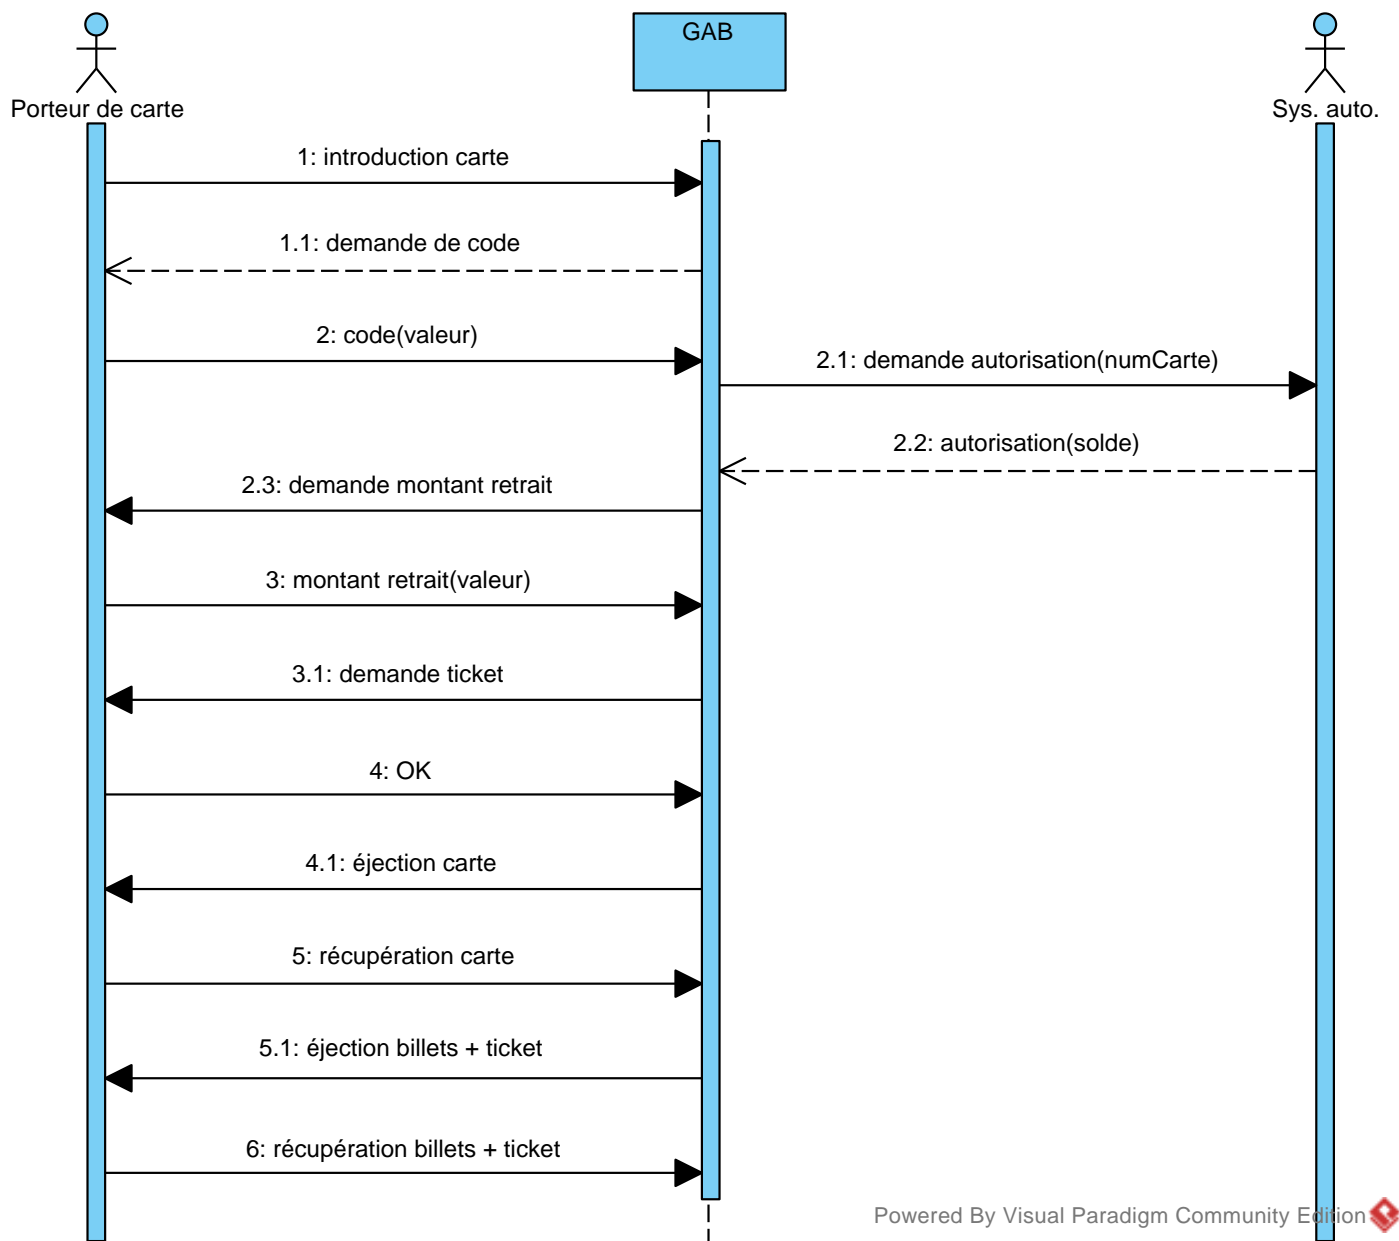 GAB
Porteur de carte
Sys. auto.
1: introduction carte
1.1: demande de code
2: code(valeur)
2.1: demande autorisation(numCarte)
2.2: autorisation(solde)
2.3: demande montant retrait
3: montant retrait(valeur)
3.1: demande ticket
4: OK
4.1: éjection carte
5: récupération carte
5.1: éjection billets + ticket
6: récupération billets + ticket
Powered By Visual Paradigm Community Edition